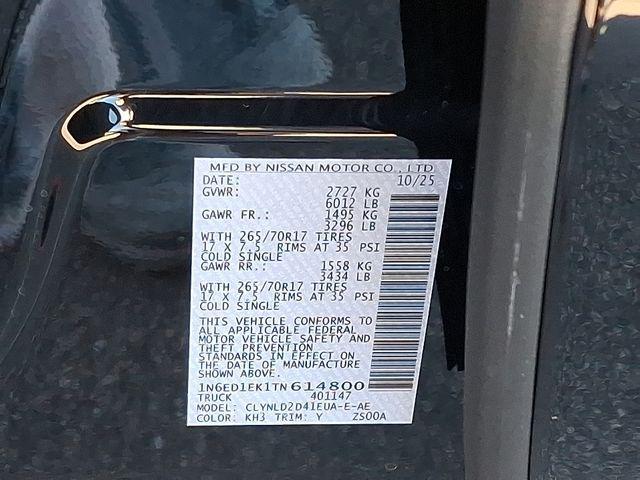 MFD BY NISSAN MOTOR CO., LTD
DATE: 10/25
GVWR: 2727 KG
6012 LB
GAWR FR.: 1495 KG
3296 LB
WITH 265/70R17 TIRES
17 X 7.5 RIMS AT 35 PSI
COLD SINGLE
GAWR RR.: 1558 KG
3434 LB
WITH 265/70R17 TIRES
17 X 7.5 RIMS AT 35 PSI
COLD SINGLE
THIS VEHICLE CONFORMS TO
ALL APPLICABLE FEDERAL
MOTOR VEHICLE SAFETY AND
THEFT PREVENTION
STANDARDS IN EFFECT ON
THE DATE OF MANUFACTURE
SHOWN ABOVE.
1N6ED1EK1TN614800
TRUCK 401147
MODEL: CLYNLD2D41EUA-E-AE
COLOR: KH3 TRIM: Y ZS00A